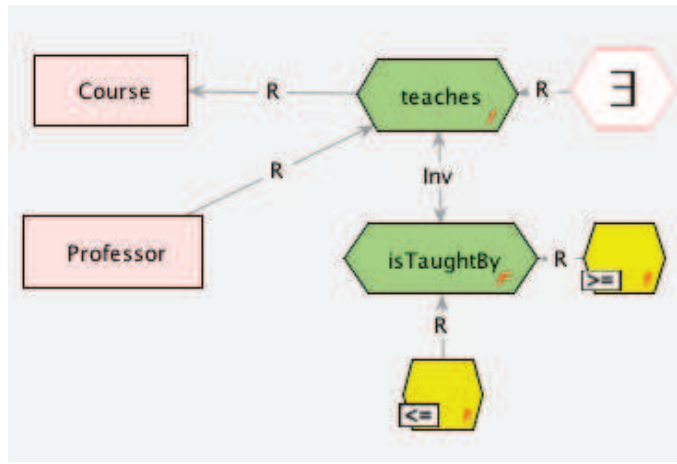 Course
R
teaches
R
Ǝ
R
Inv
Professor
isTaughtBy
R
>=
R
<=